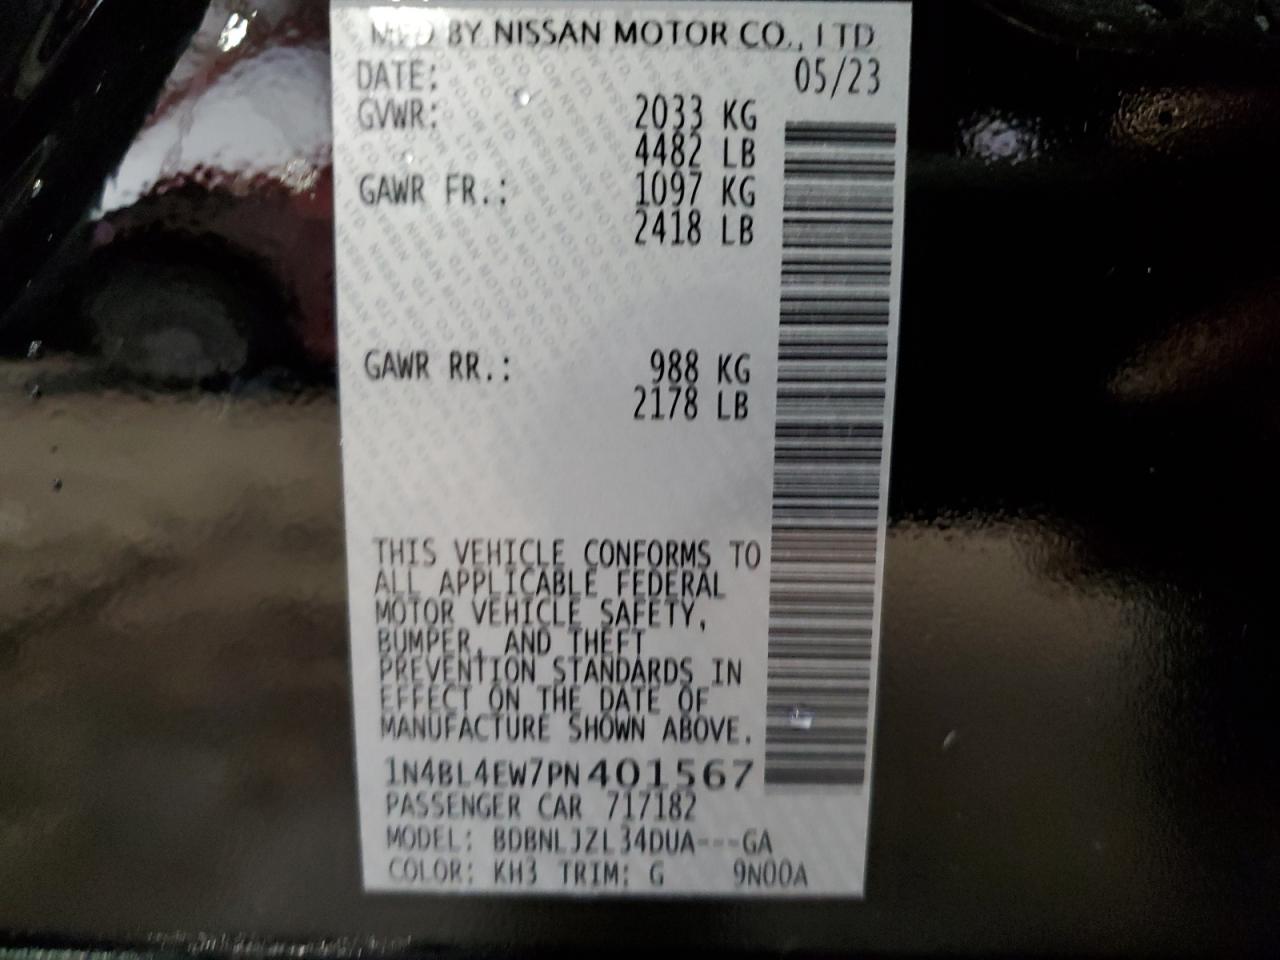 MFD BY NISSAN MOTOR CO., LTD
DATE: 05/23
GVWR: 2033 KG
4482 LB
GAWR FR.: 1097 KG
2418 LB
GAWR RR.: 988 KG
2178 LB
THIS VEHICLE CONFORMS TO
ALL APPLICABLE FEDERAL
MOTOR VEHICLE SAFETY,
BUMPER, AND THEFT
PREVENTION STANDARDS IN
EFFECT ON THE DATE OF
MANUFACTURE SHOWN ABOVE.
1N4BL4EW7PN401567
PASSENGER CAR 717182
MODEL: BDBNLJZL34DUA---GA
COLOR: KH3 TRIM: G 9N00A